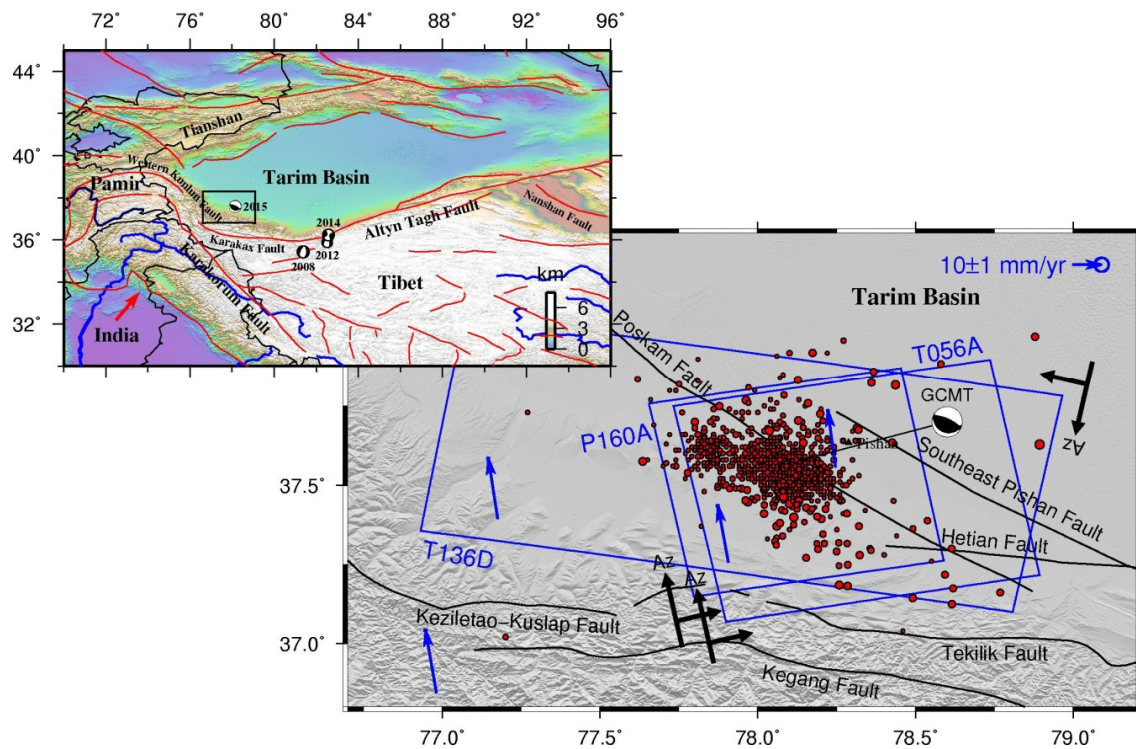 72° 76° 80° 84° 88° 92° 96°
44°
40°
36°
32°
Tianshan
Western Kunlun Fault
Pamir
Tarim Basin
2015
Nanshan Fault
Altyn Tagh Fault
2014
Karakax Fault
2012
2008
Karakorum Fault
Tibet
India
km
6
3
0
10±1 mm/yr
Tarim Basin
Poskam Fault
T056A
GCMT
P160A
Pishan
Az
Southeast Pishan Fault
37.5°
Hetian Fault
T136D
Az
Az
Keziletao–Kuslap Fault
37.0°
Tekilik Fault
Kegang Fault
77.0° 77.5° 78.0° 78.5° 79.0°